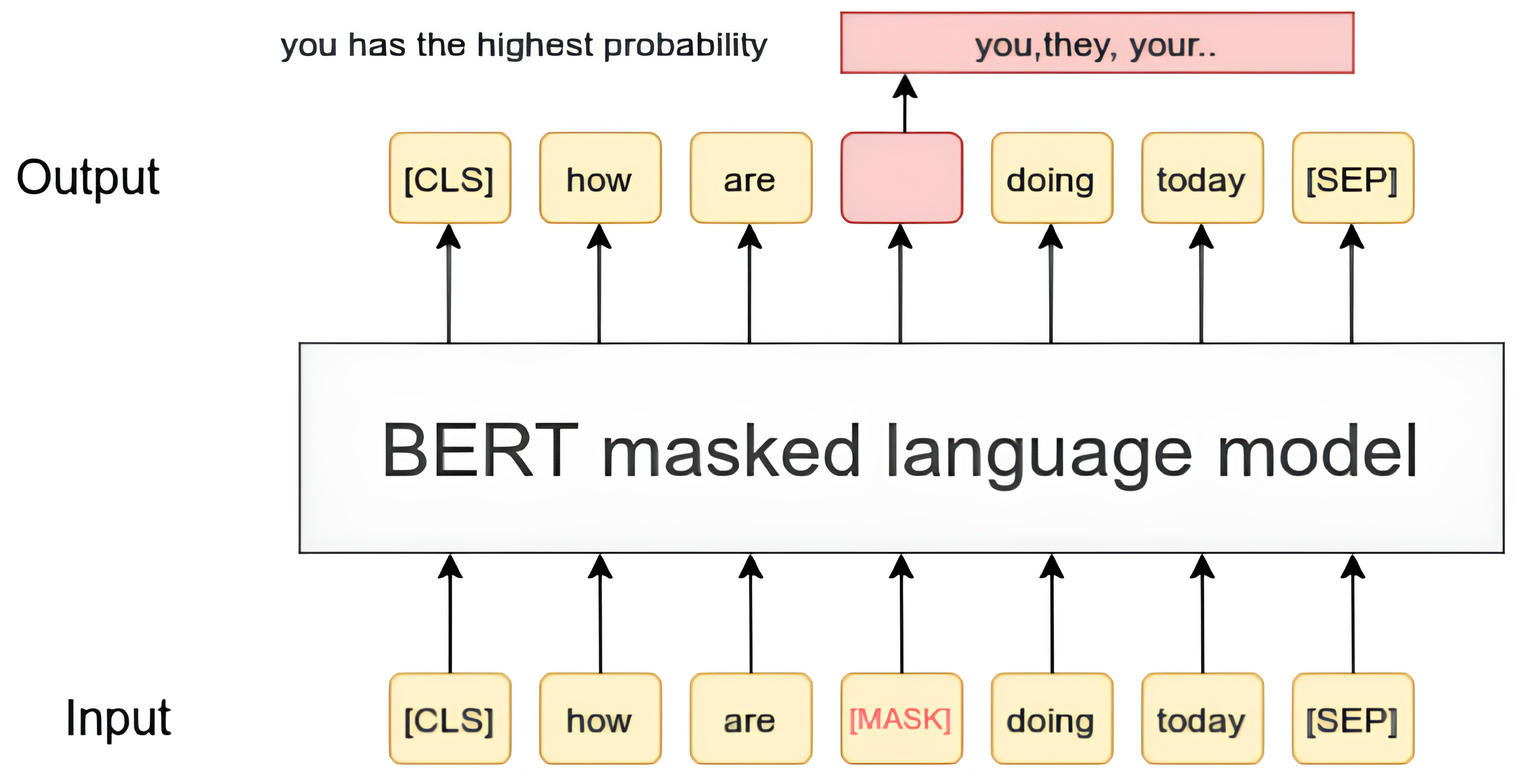 you has the highest probability you,they, your..
Output [CLS] how are doing today [SEP]
BERT masked language model
Input [CLS] how are [MASK] doing today [SEP]